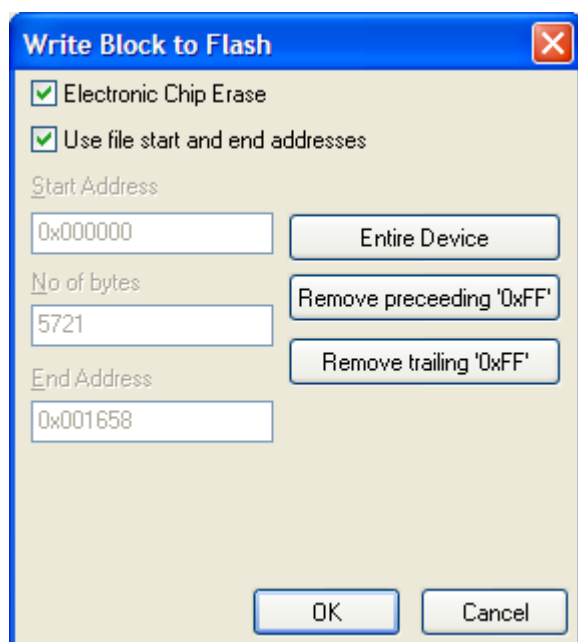 Write Block to Flash
Electronic Chip Erase
Use file start and end addresses
Start Address
0x000000
Entire Device
No of bytes
5721
Remove preceeding '0xFF'
Remove trailing '0xFF'
End Address
0x001658
OK
Cancel